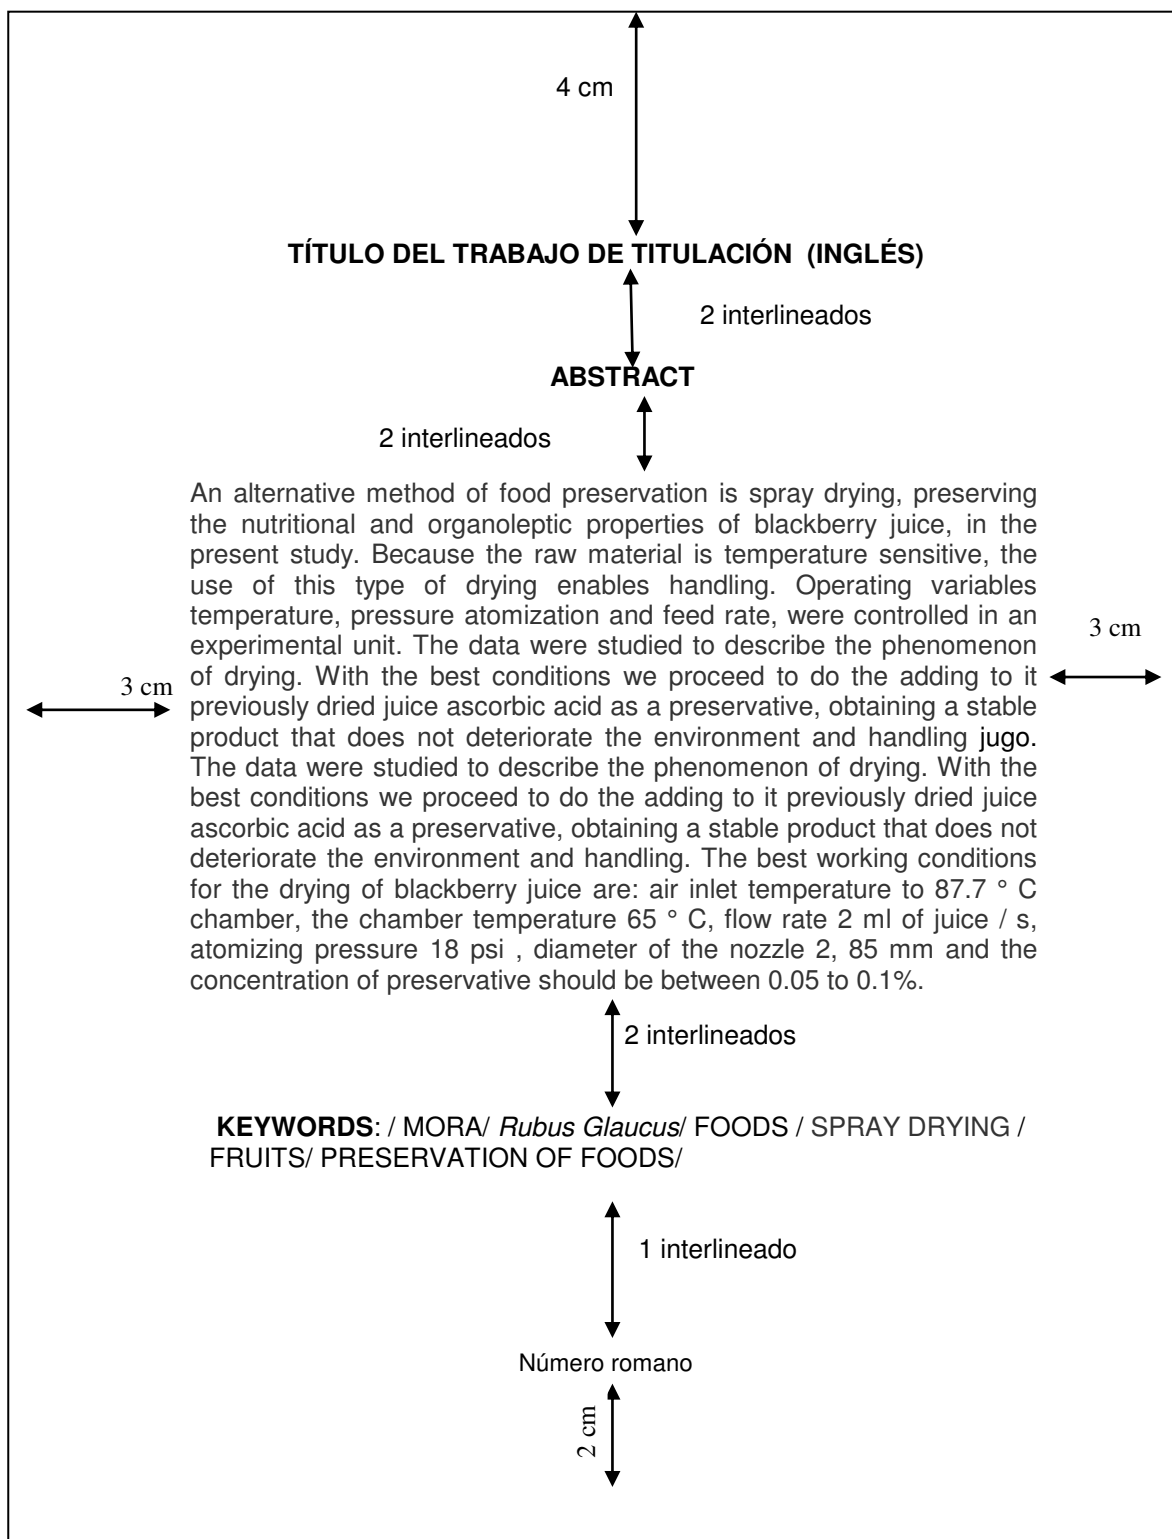 4 cm
TÍTULO DEL TRABAJO DE TITULACIÓN (INGLÉS)
2 interlineados
ABSTRACT
2 interlineados
An alternative method of food preservation is spray drying, preserving
the nutritional and organoleptic properties of blackberry juice, in the
present study. Because the raw material is temperature sensitive, the
use of this type of drying enables handling. Operating variables
temperature, pressure atomization and feed rate, were controlled in an
experimental unit. The data were studied to describe the phenomenon
3 cm
of drying. With the best conditions we proceed to do the adding to it
3 cm
previously dried juice ascorbic acid as a preservative, obtaining a stable
product that does not deteriorate the environment and handling jugo.
The data were studied to describe the phenomenon of drying. With the
best conditions we proceed to do the adding to it previously dried juice
ascorbic acid as a preservative, obtaining a stable product that does not
deteriorate the environment and handling. The best working conditions
for the drying of blackberry juice are: air inlet temperature to 87.7 ° C
chamber, the chamber temperature 65 ° C, flow rate 2 ml of juice / s,
atomizing pressure 18 psi , diameter of the nozzle 2, 85 mm and the
concentration of preservative should be between 0.05 to 0.1%.
2 interlineados
KEYWORDS: / MORA/ Rubus Glaucus/ FOODS / SPRAY DRYING /
FRUITS/ PRESERVATION OF FOODS/
1 interlineado
Número romano
2 cm